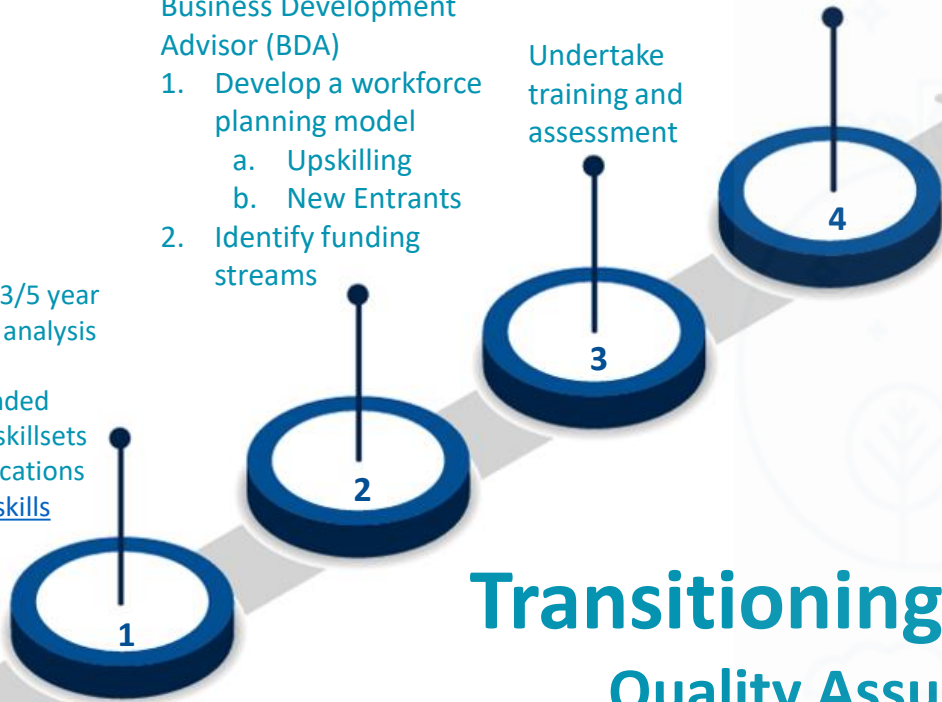 Business Development
Advisor (BDA)
1. Develop a workforce
planning model
a. Upskilling
b. New Entrants
2. Identify funding
streams
Undertake
training and
assessment
3/5 year
analysis
skillsets
skills
1
2
3
4
Transitioning
Quality